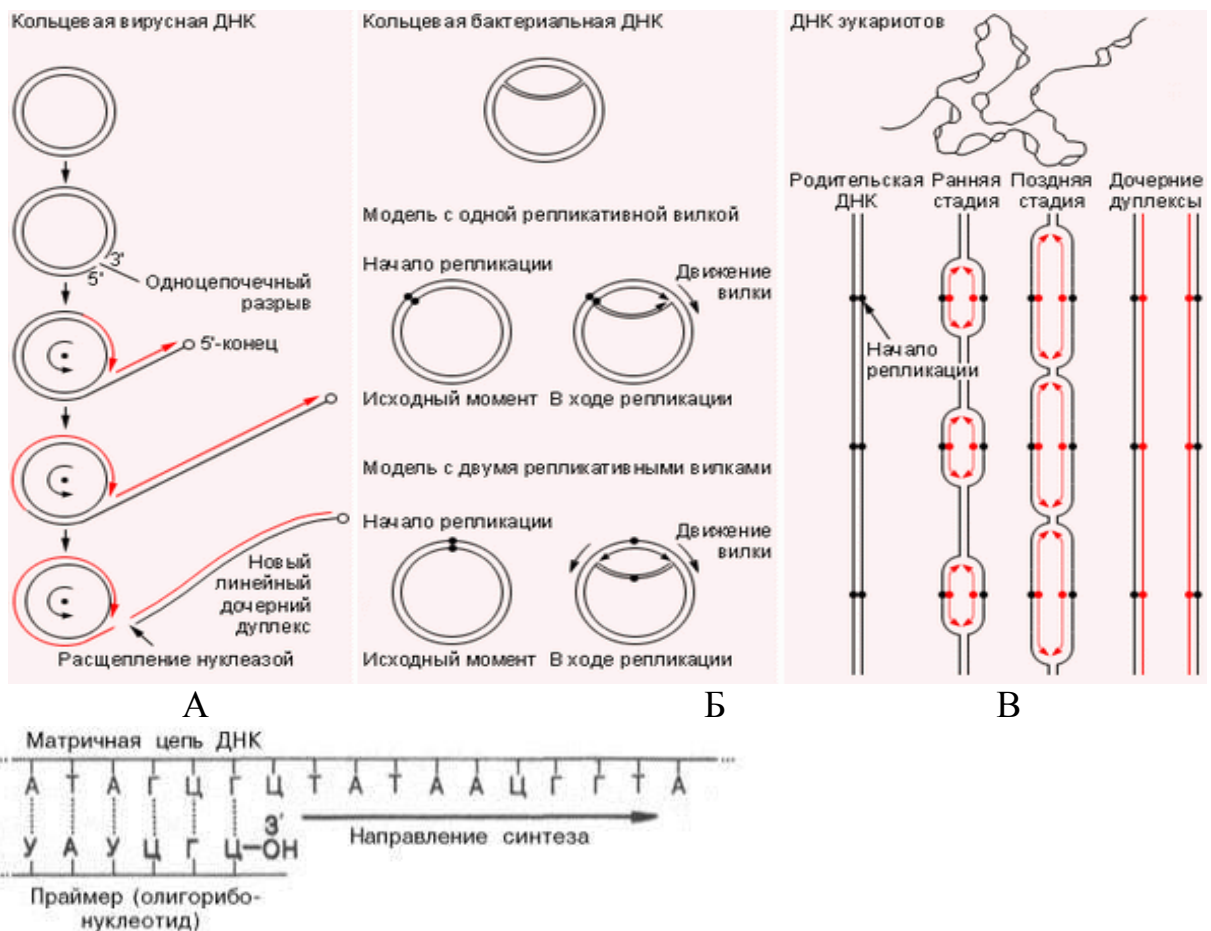 Кольцевая вирусная ДНК
3'
5'
Одноцепочечный
разрыв
5'-конец
Новый
линейный
дочерний
дуплекс
Расщепление нуклеазой
Кольцевая бактериальная ДНК
Модель с одной репликативной вилкой
Начало репликации
Движение
вилки
Исходный момент
В ходе репликации
Модель с двумя репликативными вилками
Начало репликации
Движение
вилки
Исходный момент
В ходе репликации
ДНК эукариотов
Родительская
ДНК
Ранняя
стадия
Поздняя
стадия
Дочерние
дуплексы
Начало
репликации
А
Б
В
Матричная цепь ДНК
А Т А Г Ц Г Ц Т А Т А А Ц Г Г Т А
3'
У А У Ц Г Ц–ОН
Направление синтеза
Праймер (олигорибо-
нуклеотид)